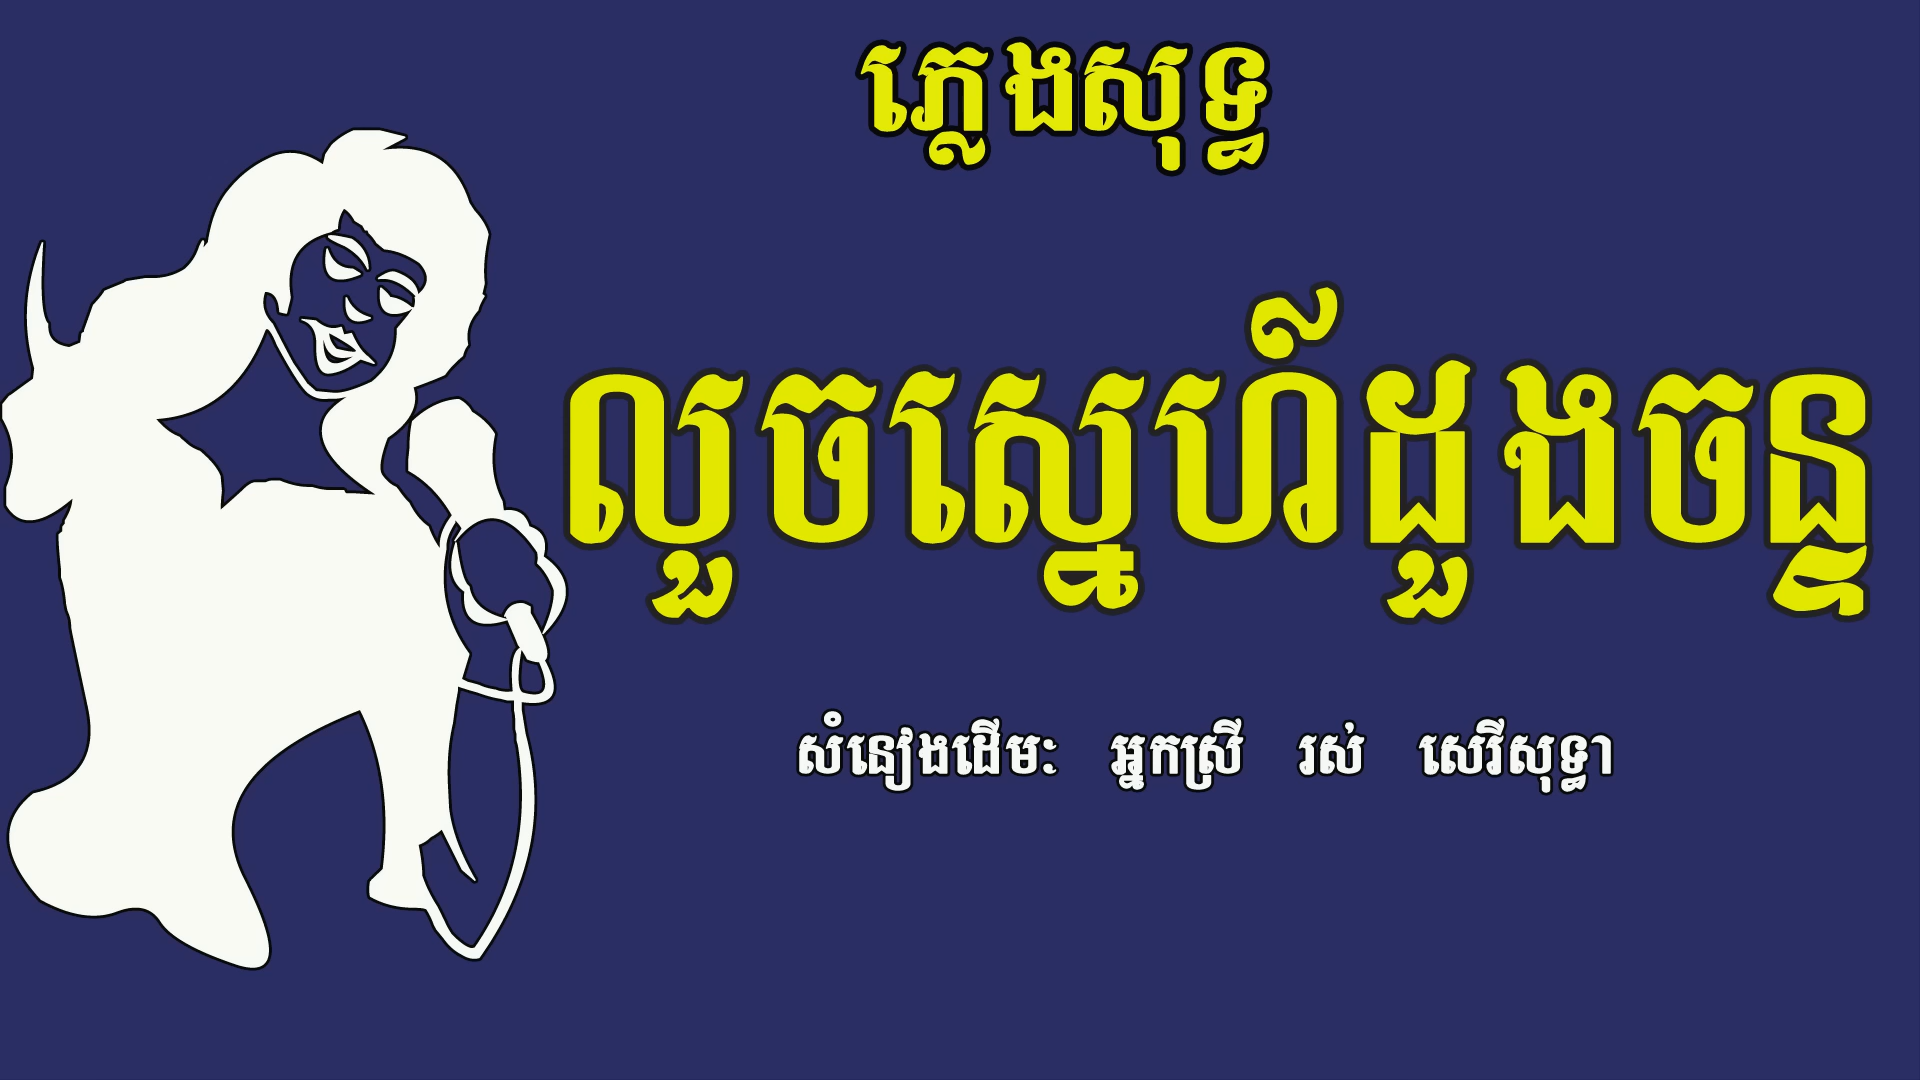 ភ្លេងសុទ្ធ
លួចស្នេហ៍ដួងចន្ទ
សំនៀងដើមៈ អ្នកស្រី រស់ សេរីសុទ្ធា